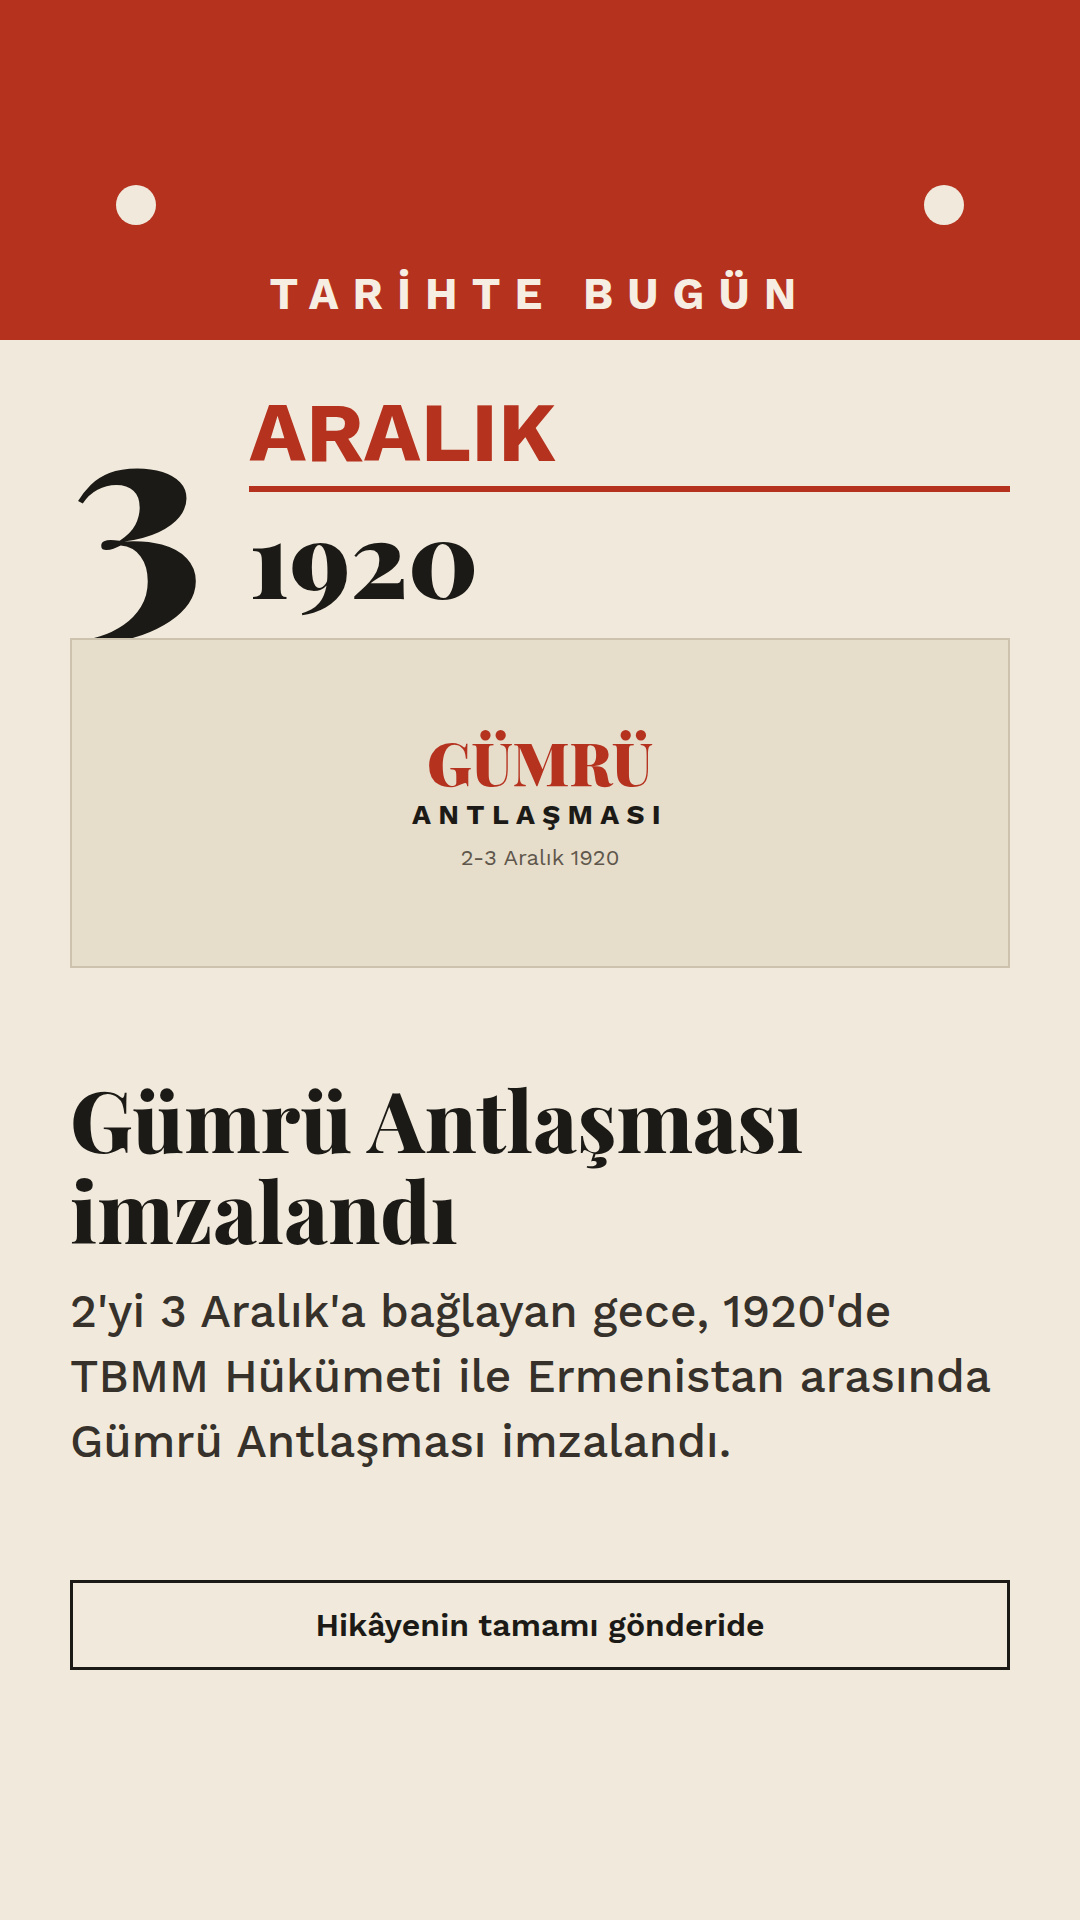 TARİHTE BUGÜN
3
ARALIK
1920
GÜMRÜ
ANTLAŞMASI
2-3 Aralık 1920
Gümrü Antlaşması
imzalandı
2'yi 3 Aralık'a bağlayan gece, 1920'de
TBMM Hükümeti ile Ermenistan arasında
Gümrü Antlaşması imzalandı.
Hikâyenin tamamı gönderide